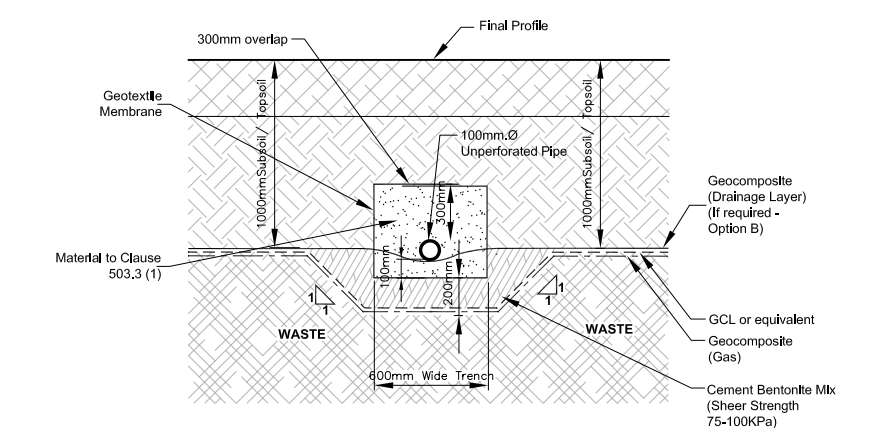 Final Profile
300mm overlap
Geotextile
Membrane
1000mmSubsoil/ Topsoil
100mm.Ø
Unperforated Pipe
300mm
1000mmSubsoil/ Topsoil
Geocomposite
(Drainage Layer)
(If required -
Option B)
Material to Clause
503.3 (1)
100mm
200mm
1
1
1
1
WASTE
WASTE
GCL or equivalent
Geocomposite
(Gas)
600mm Wide Trench
Cement Bentonite Mix
(Sheer Strength
75-100KPa)